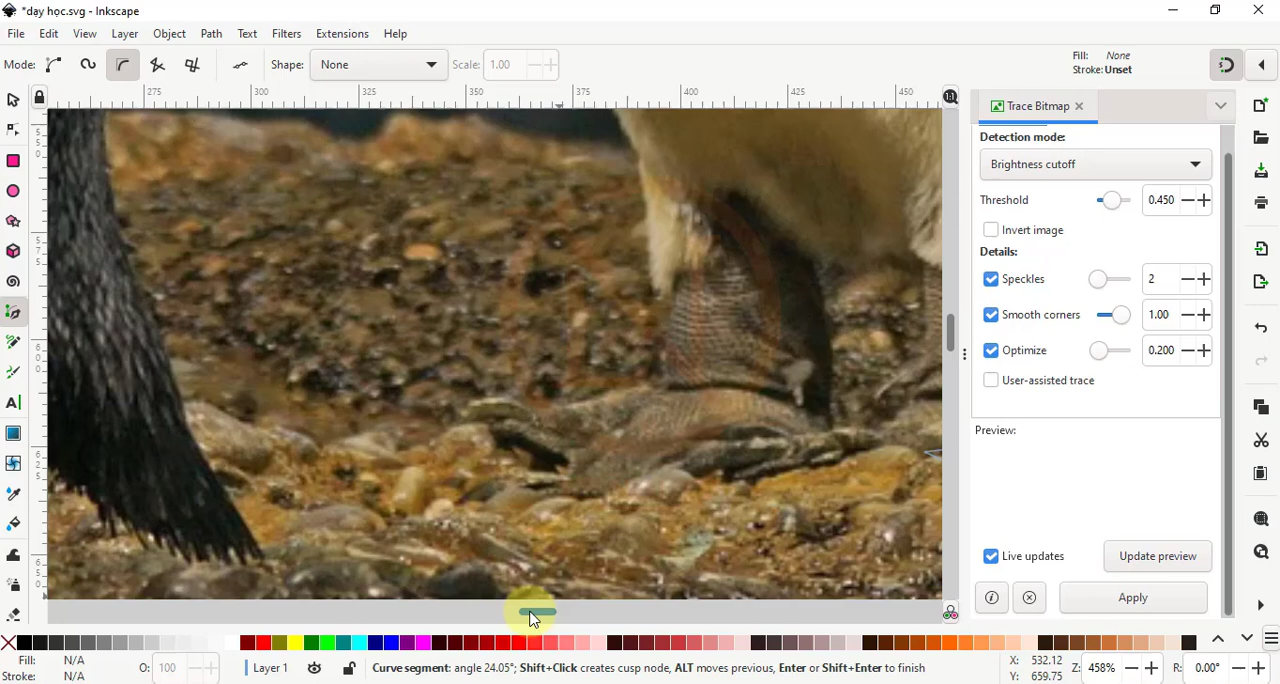 *dạy học.svg - Inkscape
File Edit View Layer Object Path Text Filters Extensions Help
Mode: Shape: None Scale: 1.00
Fill: None
Stroke: Unset
275 300 325 350 375 400 425 450
1:1
Trace Bitmap
Detection mode:
Brightness cutoff
Threshold 0.450
Invert image
Details:
Speckles 2
Smooth corners 1.00
Optimize 0.200
User-assisted trace
Preview:
Live updates Update preview
Apply
Fill: N/A
Stroke: N/A
O: 100
Layer 1
Curve segment: angle 24.05°; Shift+Click creates cusp node, ALT moves previous, Enter or Shift+Enter to finish
X: 532.12
Y: 659.75
Z: 458%
R: 0.00°